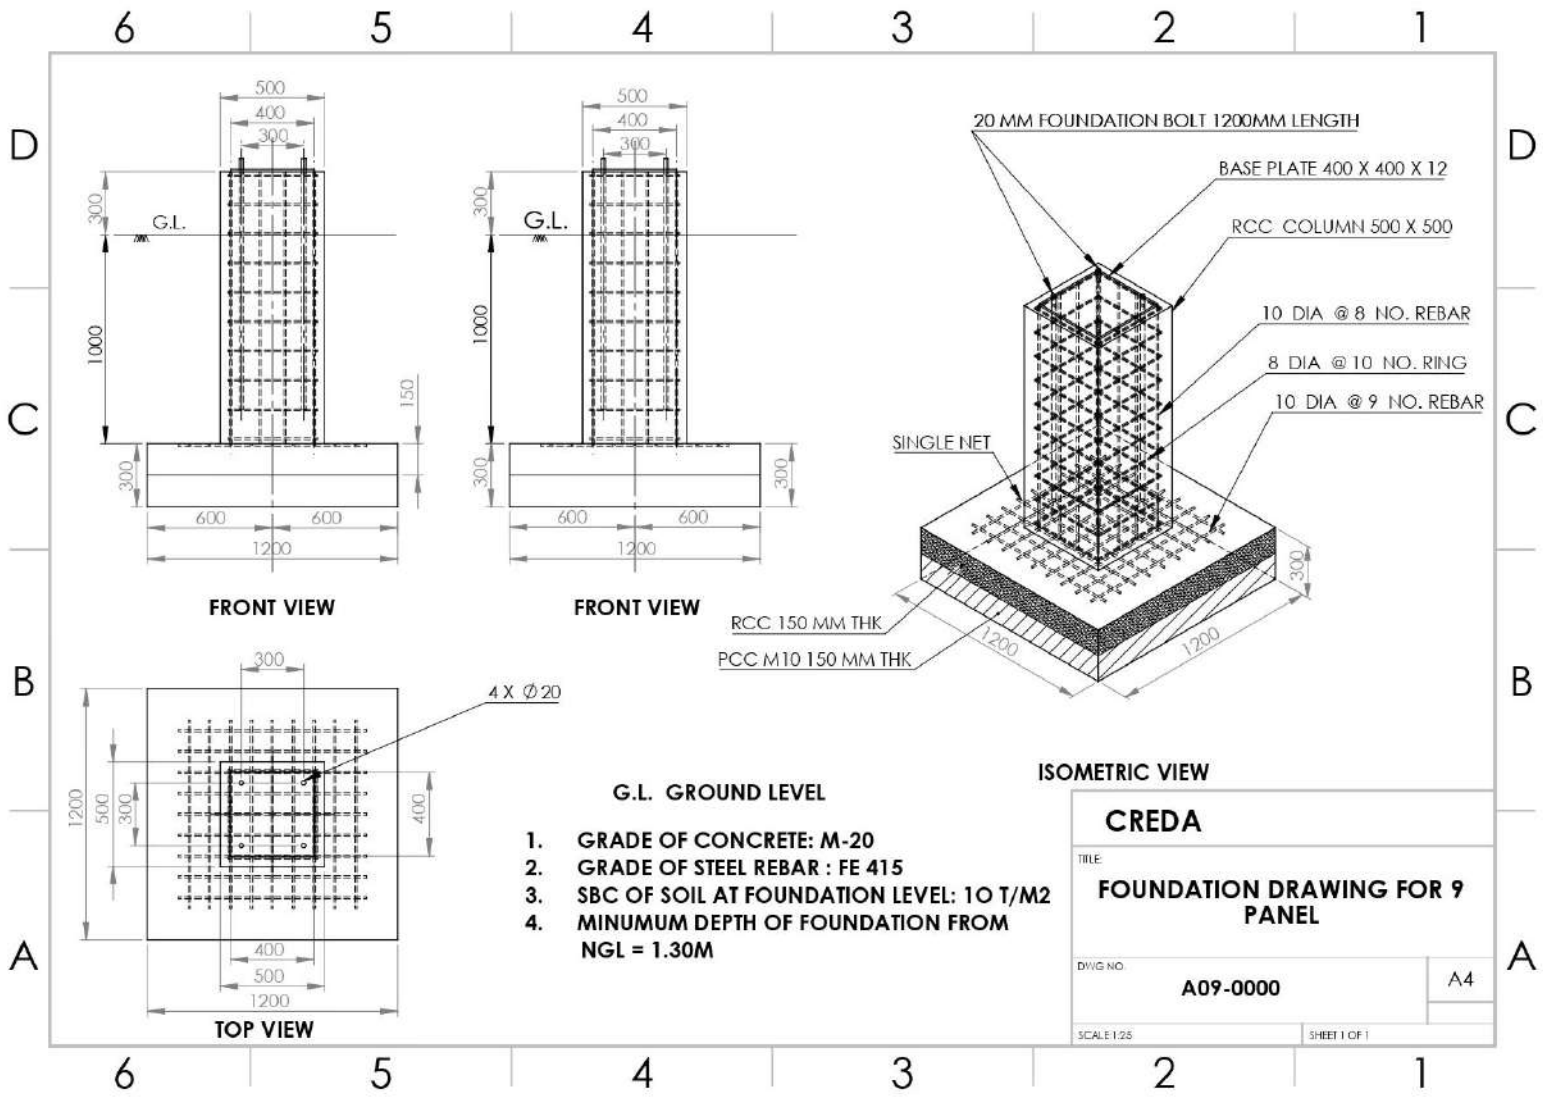 6 5 4 3 2 1
D
C
B
A
D
C
B
A
500
400
300
300
G.L.
1000
150
300
600 600
1200
FRONT VIEW
500
400
300
300
G.L.
1000
300
300
600 600
1200
FRONT VIEW
20 MM FOUNDATION BOLT 1200MM LENGTH
BASE PLATE 400 X 400 X 12
RCC COLUMN 500 X 500
10 DIA @ 8 NO. REBAR
8 DIA @ 10 NO. RING
10 DIA @ 9 NO. REBAR
SINGLE NET
RCC 150 MM THK
PCC M10 150 MM THK
300
1200
1200
ISOMETRIC VIEW
300
4 X Ø 20
1200
500
300
400
400
500
1200
TOP VIEW
G.L. GROUND LEVEL
1. GRADE OF CONCRETE: M-20
2. GRADE OF STEEL REBAR : FE 415
3. SBC OF SOIL AT FOUNDATION LEVEL: 10 T/M2
4. MINUMUM DEPTH OF FOUNDATION FROM
NGL = 1.30M
CREDA
TITLE:
FOUNDATION DRAWING FOR 9
PANEL
DWG NO.
A09-0000
A4
SCALE 1:25
SHEET 1 OF 1
6 5 4 3 2 1